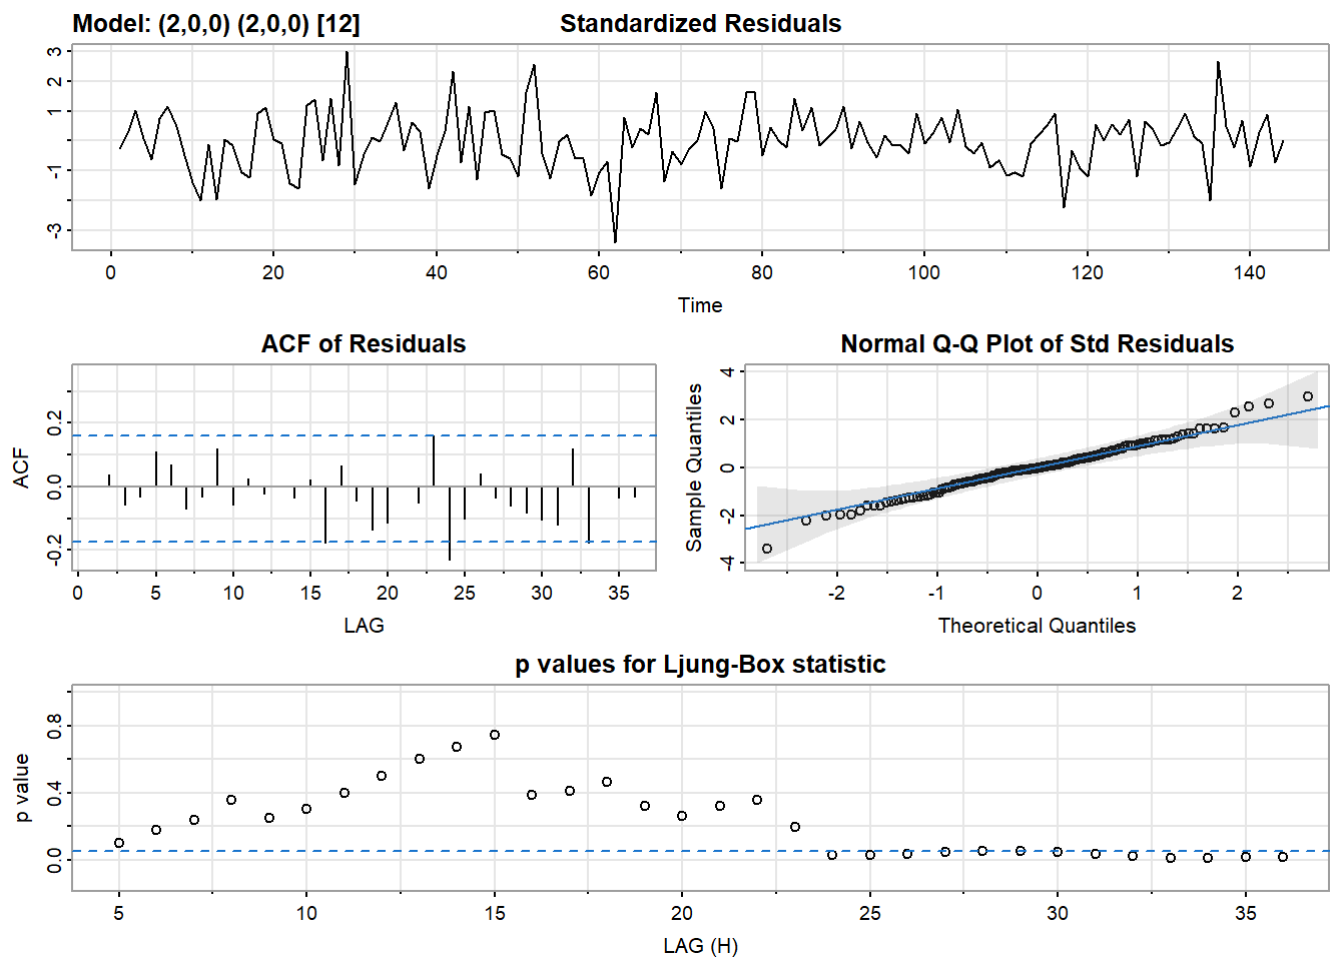 Model: (2,0,0) (2,0,0) [12]
Standardized Residuals
3
2
1
-1
-3
0 20 40 60 80 100 120 140
Time
ACF of Residuals
ACF
0.2
0.0
-0.2
0 5 10 15 20 25 30 35
LAG
Normal Q-Q Plot of Std Residuals
Sample Quantiles
4
2
0
-2
-4
-2 -1 0 1 2
Theoretical Quantiles
p values for Ljung-Box statistic
p value
0.8
0.4
0.0
5 10 15 20 25 30 35
LAG (H)